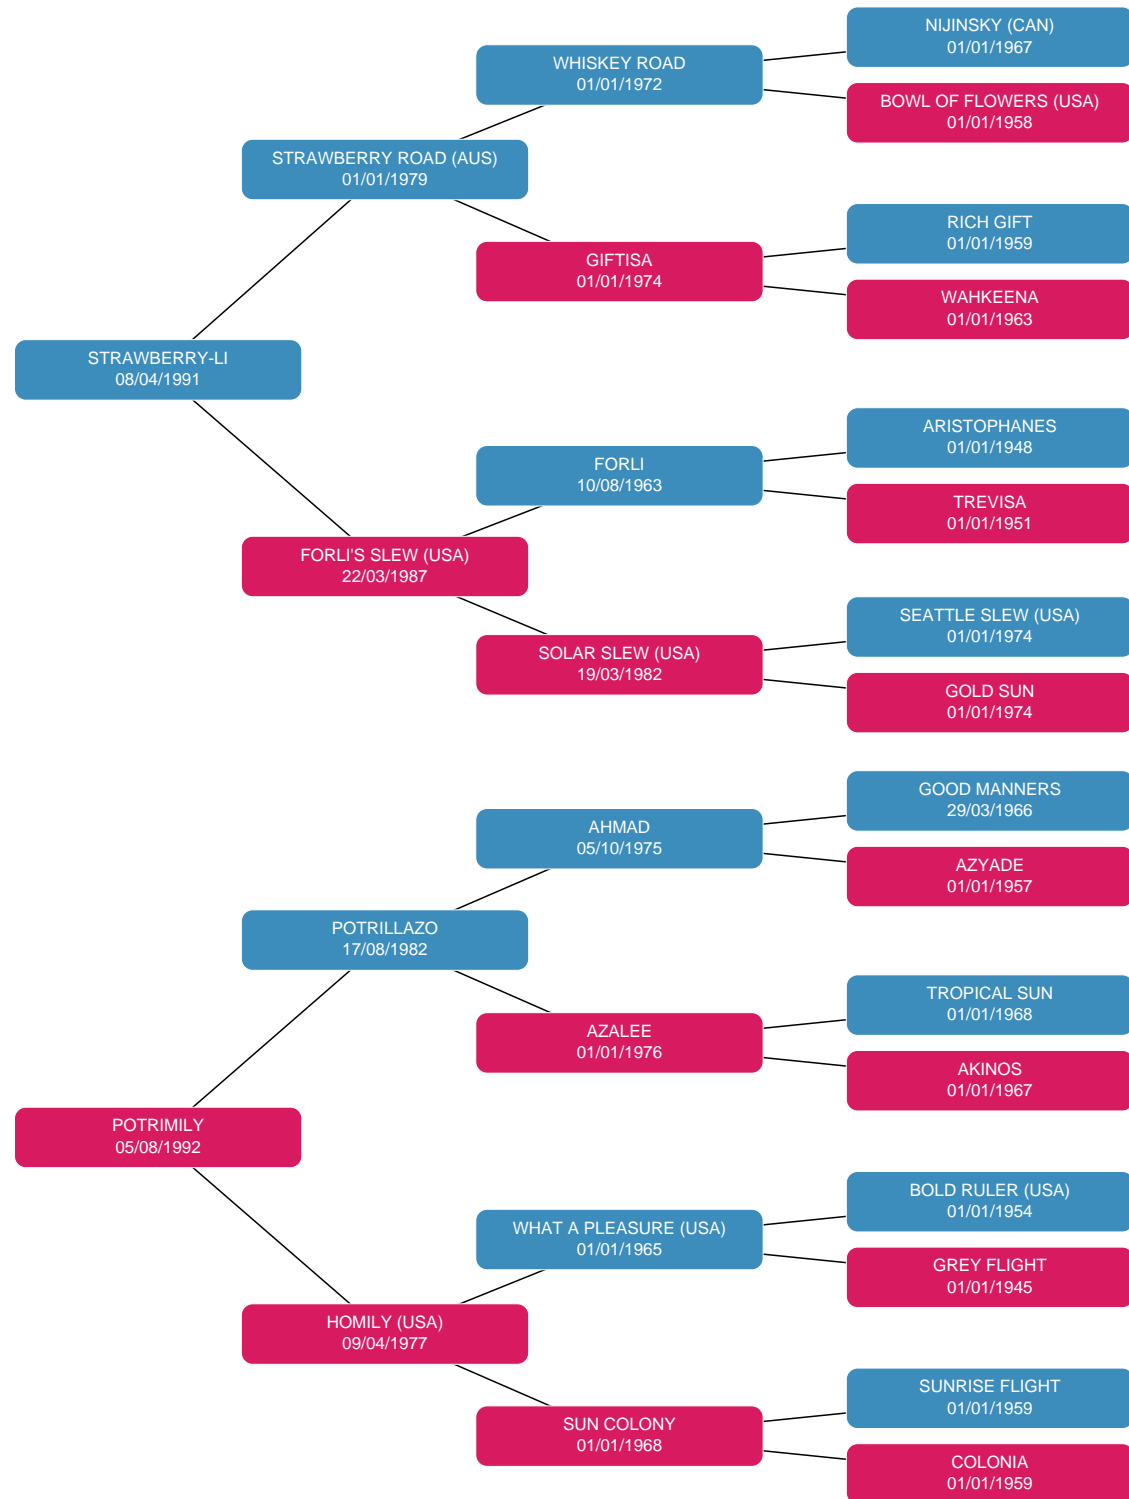 NIJINSKY (CAN)
01/01/1967
WHISKEY ROAD
01/01/1972
BOWL OF FLOWERS (USA)
01/01/1958
STRAWBERRY ROAD (AUS)
01/01/1979
RICH GIFT
01/01/1959
GIFTISA
01/01/1974
WAHKEENA
01/01/1963
STRAWBERRY-LI
08/04/1991
ARISTOPHANES
01/01/1948
FORLI
10/08/1963
TREVISA
01/01/1951
FORLI'S SLEW (USA)
22/03/1987
SEATTLE SLEW (USA)
01/01/1974
SOLAR SLEW (USA)
19/03/1982
GOLD SUN
01/01/1974
GOOD MANNERS
29/03/1966
AHMAD
05/10/1975
AZYADE
01/01/1957
POTRILLAZO
17/08/1982
TROPICAL SUN
01/01/1968
AZALEE
01/01/1976
AKINOS
01/01/1967
POTRIMILY
05/08/1992
BOLD RULER (USA)
01/01/1954
WHAT A PLEASURE (USA)
01/01/1965
GREY FLIGHT
01/01/1945
HOMILY (USA)
09/04/1977
SUNRISE FLIGHT
01/01/1959
SUN COLONY
01/01/1968
COLONIA
01/01/1959